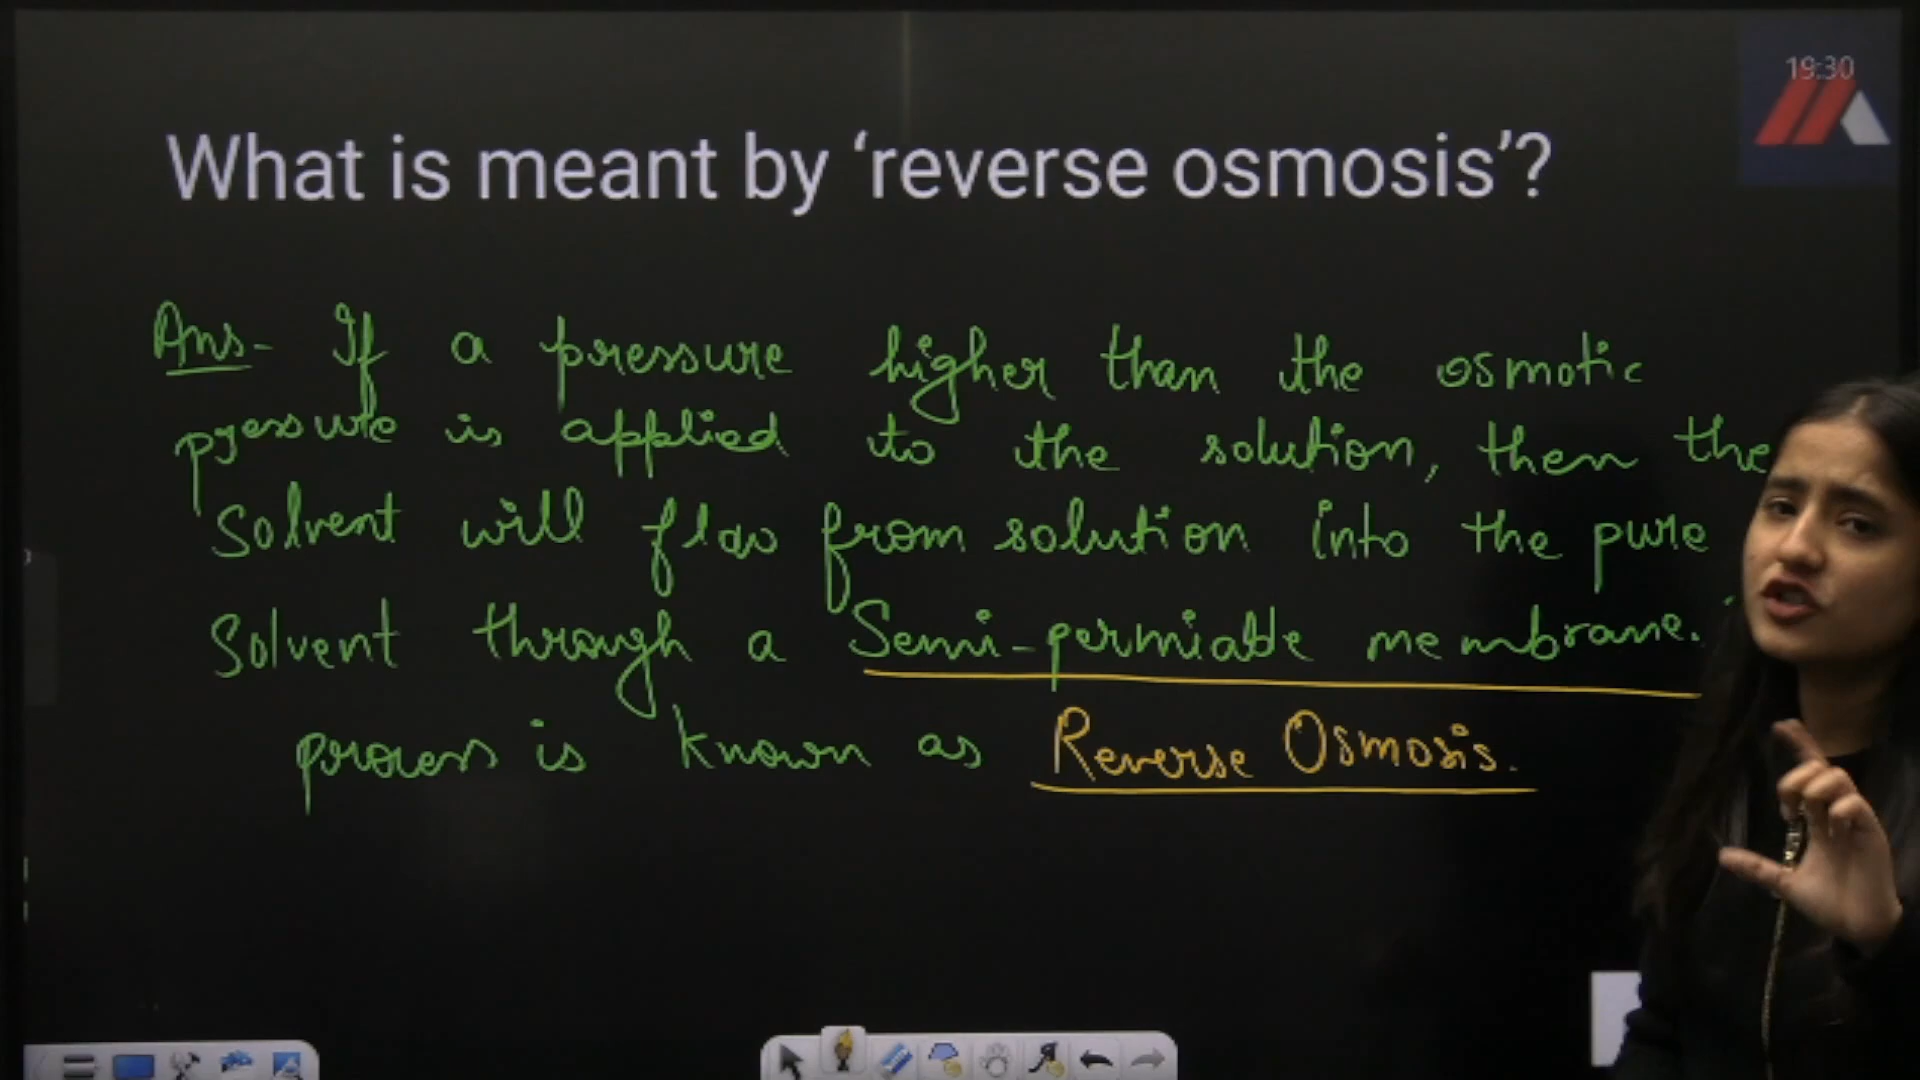 19:30
What is meant by ‘reverse osmosis’?
Ans- If a pressure higher than the osmotic
pressure is applied to the solution, then the
Solvent will flow from solution into the pure
Solvent through a Semi-permiable membrane.
process is known as Reverse Osmosis.